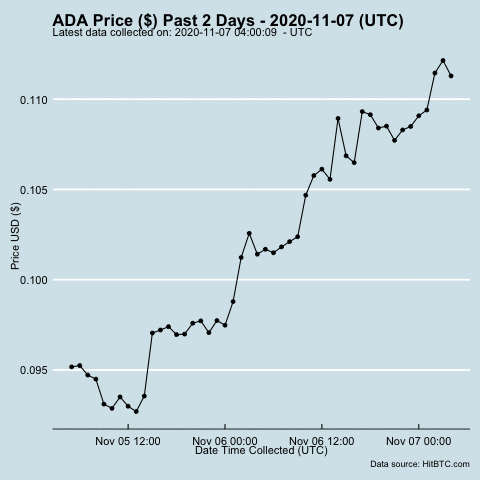 ADA Price ($) Past 2 Days - 2020-11-07 (UTC)
Latest data collected on: 2020-11-07 04:00:09  - UTC
Price USD ($)
0.110
0.105
0.100
0.095
Nov 05 12:00 Nov 06 00:00 Nov 06 12:00 Nov 07 00:00
Date Time Collected (UTC)
Data source: HitBTC.com